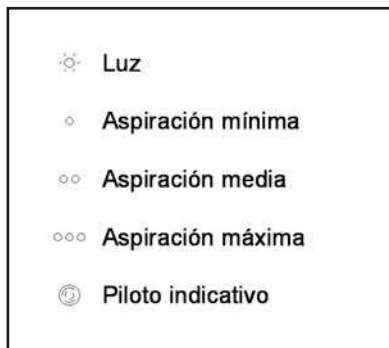 Luz
Aspiración mínima
Aspiración media
Aspiración máxima
Piloto indicativo